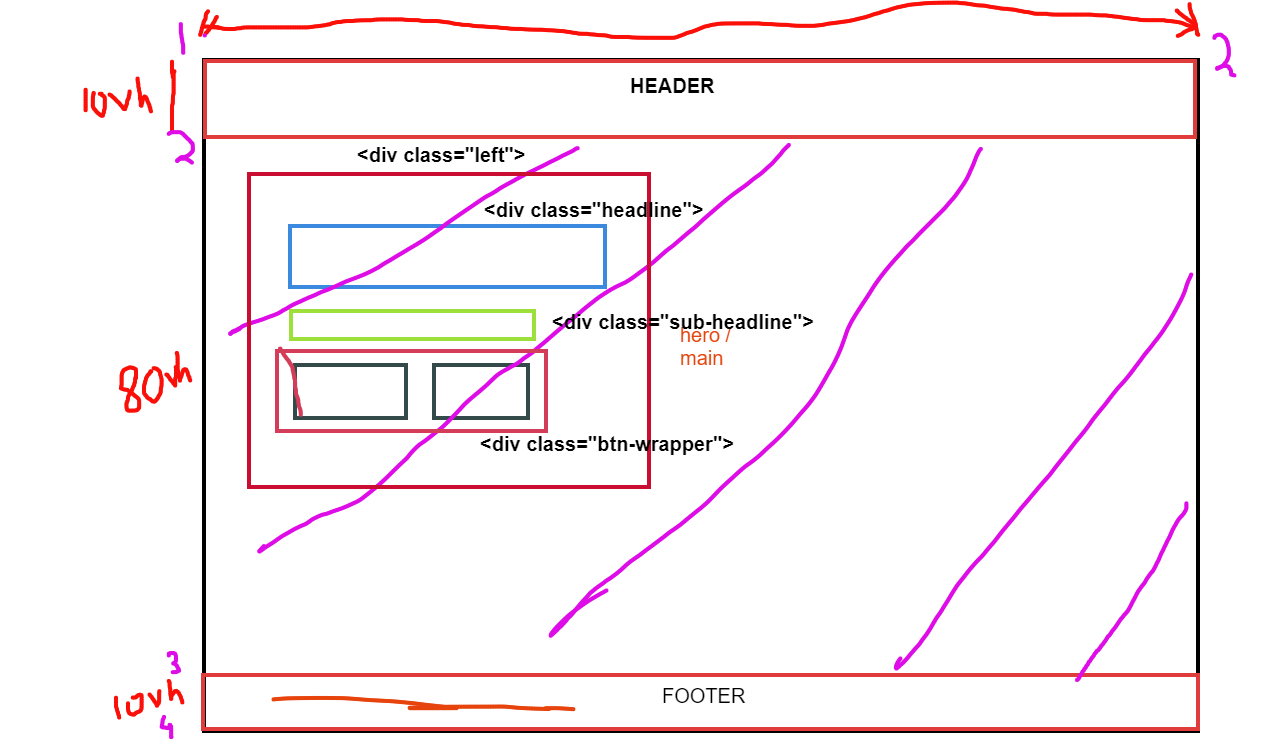 1
2
HEADER
10vh
2
<div class="left">
<div class="headline">
<div class="sub-headline">
hero /
main
80vh
<div class="btn-wrapper">
3
10vh
FOOTER
4